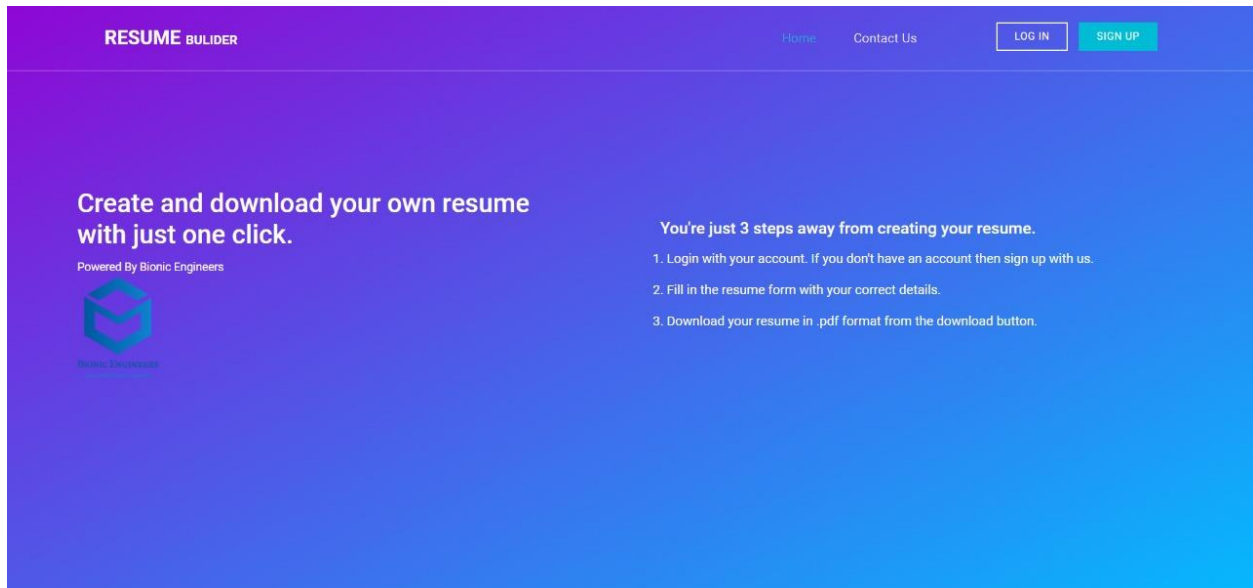 RESUME BULIDER
Home
Contact Us
LOG IN
SIGN UP
Create and download your own resume
with just one click.
Powered By Bionic Engineers
BIONIC ENGINEERS
You're just 3 steps away from creating your resume.
1. Login with your account. If you don't have an account then sign up with us.
2. Fill in the resume form with your correct details.
3. Download your resume in .pdf format from the download button.